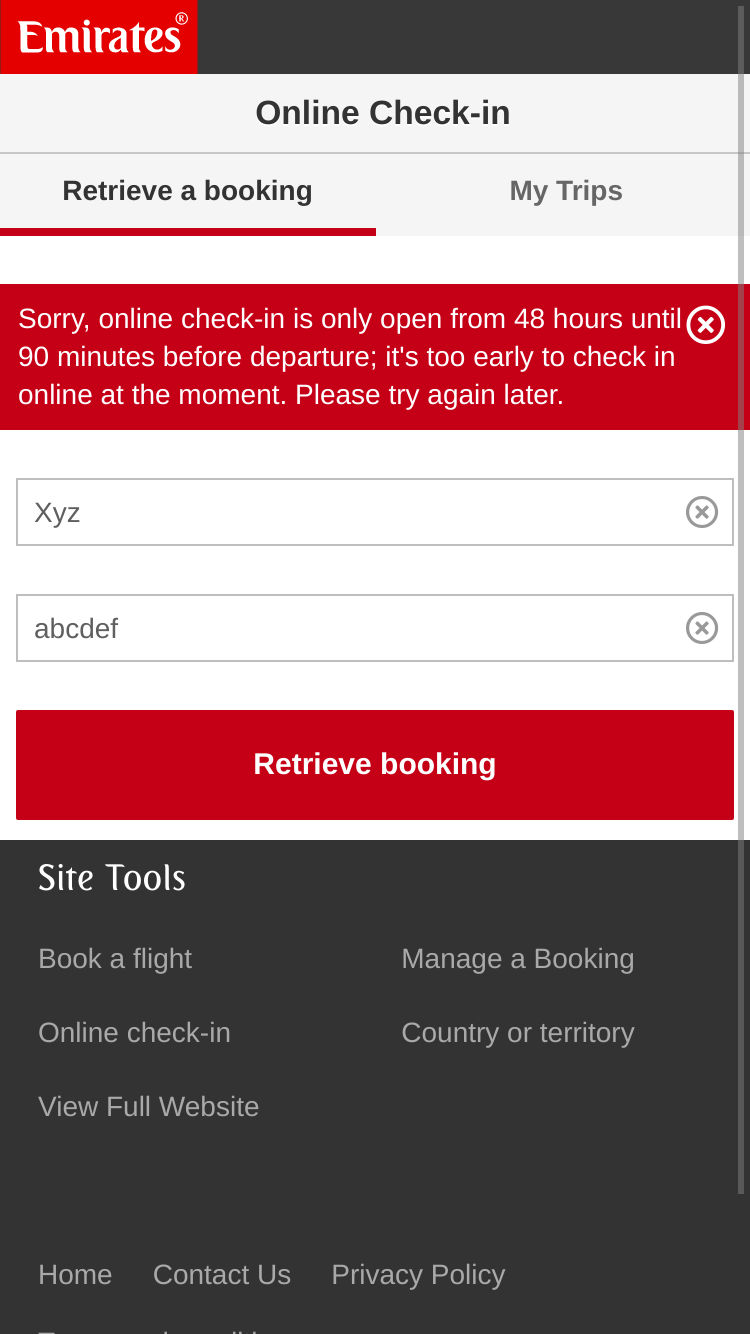 Emirates®
Online Check-in
Retrieve a booking
My Trips
Sorry, online check-in is only open from 48 hours until
90 minutes before departure; it's too early to check in
online at the moment. Please try again later.
Xyz
abcdef
Retrieve booking
Site Tools
Book a flight
Manage a Booking
Online check-in
Country or territory
View Full Website
Home
Contact Us
Privacy Policy